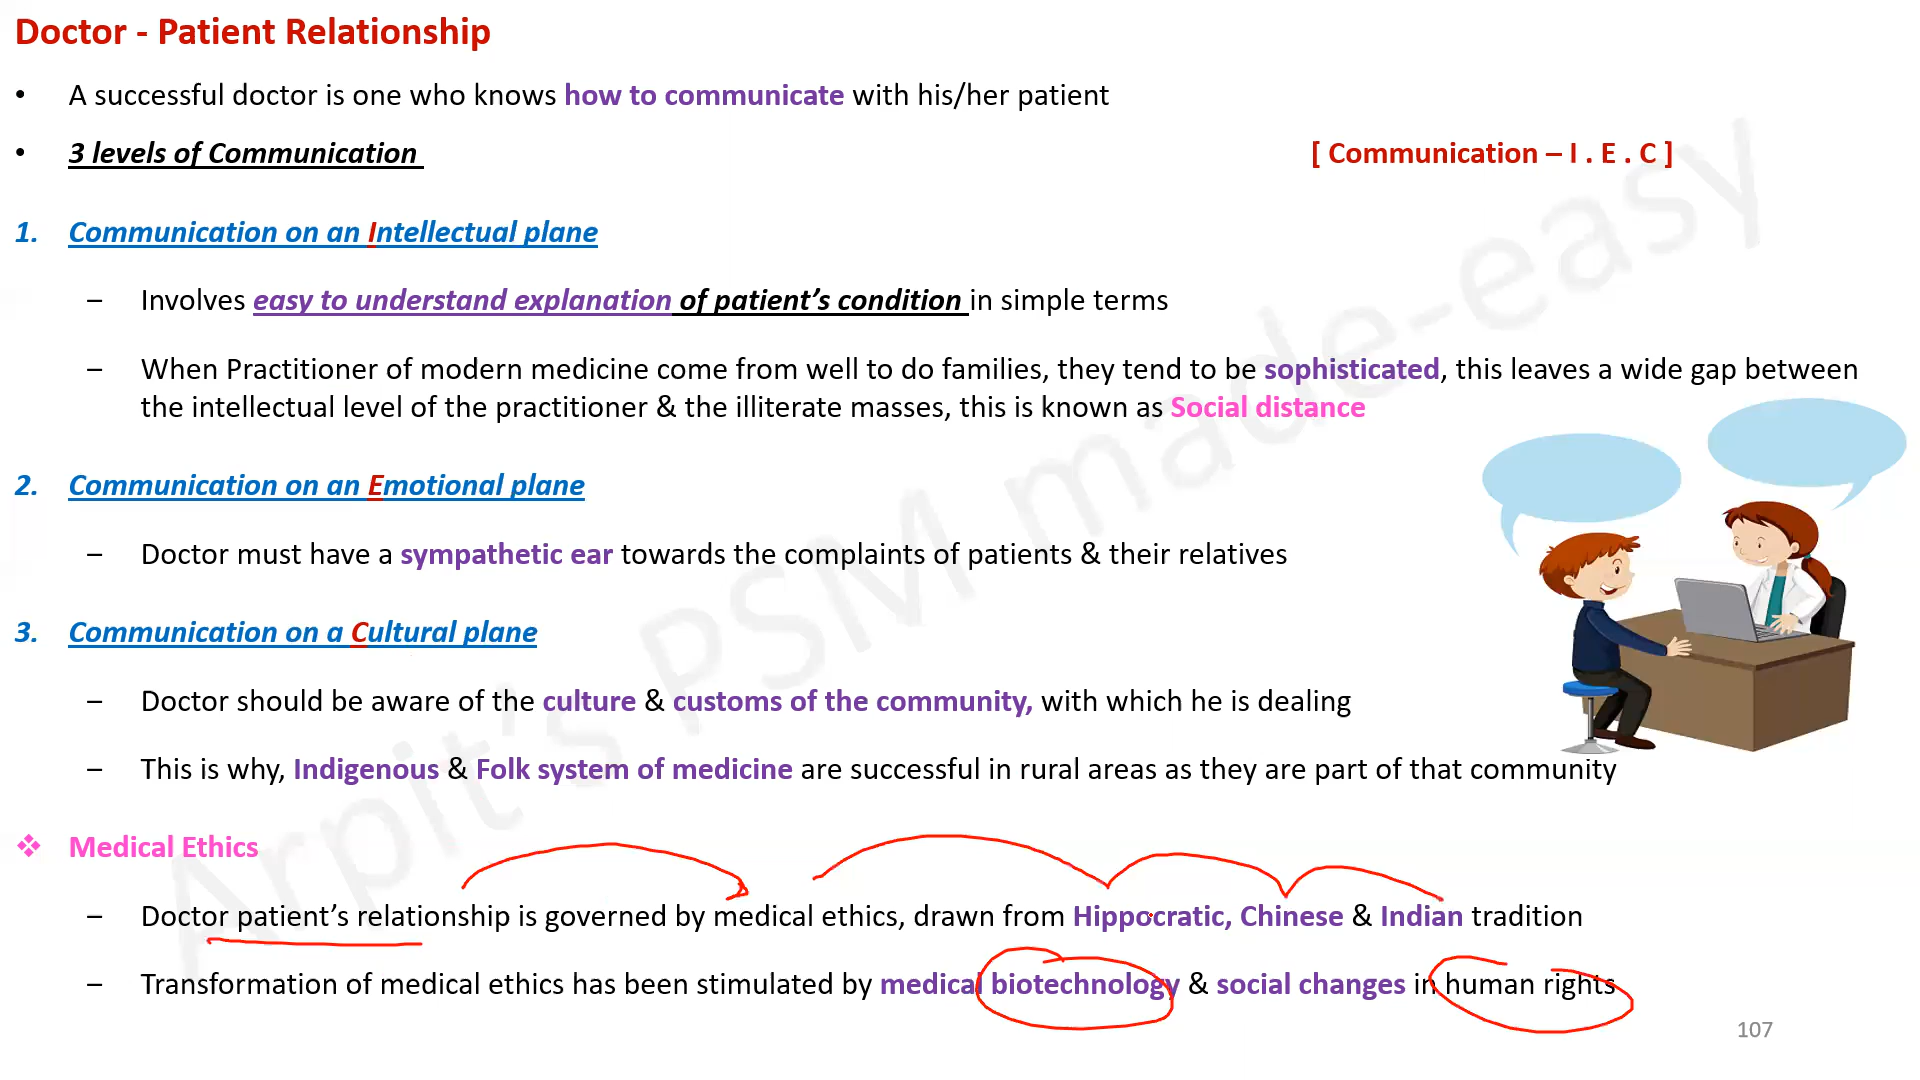 Doctor - Patient Relationship
• A successful doctor is one who knows how to communicate with his/her patient
• 3 levels of Communication
[ Communication – I . E . C ]
1. Communication on an Intellectual plane
– Involves easy to understand explanation of patient's condition in simple terms
– When Practitioner of modern medicine come from well to do families, they tend to be sophisticated, this leaves a wide gap between
the intellectual level of the practitioner & the illiterate masses, this is known as Social distance
2. Communication on an Emotional plane
– Doctor must have a sympathetic ear towards the complaints of patients & their relatives
3. Communication on a Cultural plane
– Doctor should be aware of the culture & customs of the community, with which he is dealing
– This is why, Indigenous & Folk system of medicine are successful in rural areas as they are part of that community
❖ Medical Ethics
– Doctor patient's relationship is governed by medical ethics, drawn from Hippocratic, Chinese & Indian tradition
– Transformation of medical ethics has been stimulated by medical biotechnology & social changes in human rights
107
Arpit's PSM made-easy